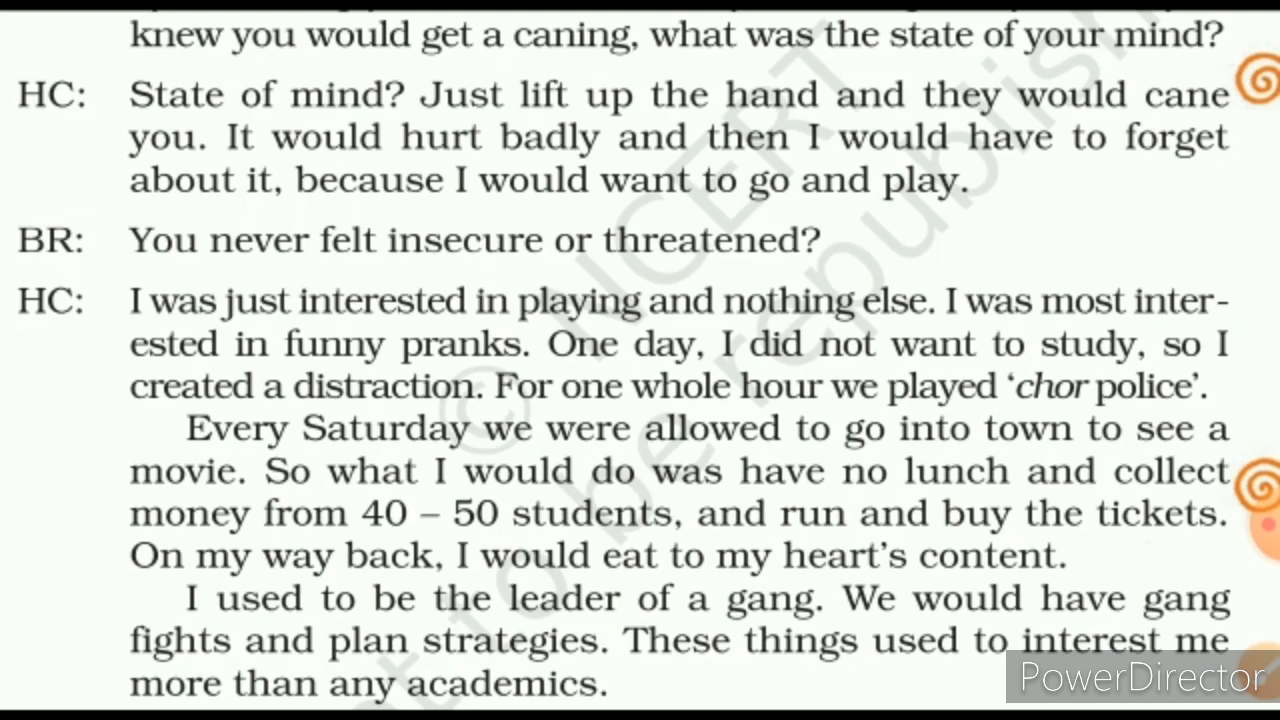 knew you would get a caning, what was the state of your mind?
HC: State of mind? Just lift up the hand and they would cane
you. It would hurt badly and then I would have to forget
about it, because I would want to go and play.
BR: You never felt insecure or threatened?
HC: I was just interested in playing and nothing else. I was most inter-
ested in funny pranks. One day, I did not want to study, so I
created a distraction. For one whole hour we played ‘chor police’.
Every Saturday we were allowed to go into town to see a
movie. So what I would do was have no lunch and collect
money from 40 – 50 students, and run and buy the tickets.
On my way back, I would eat to my heart’s content.
I used to be the leader of a gang. We would have gang
fights and plan strategies. These things used to interest me
more than any academics.
© NCERT
to be republish
PowerDirector